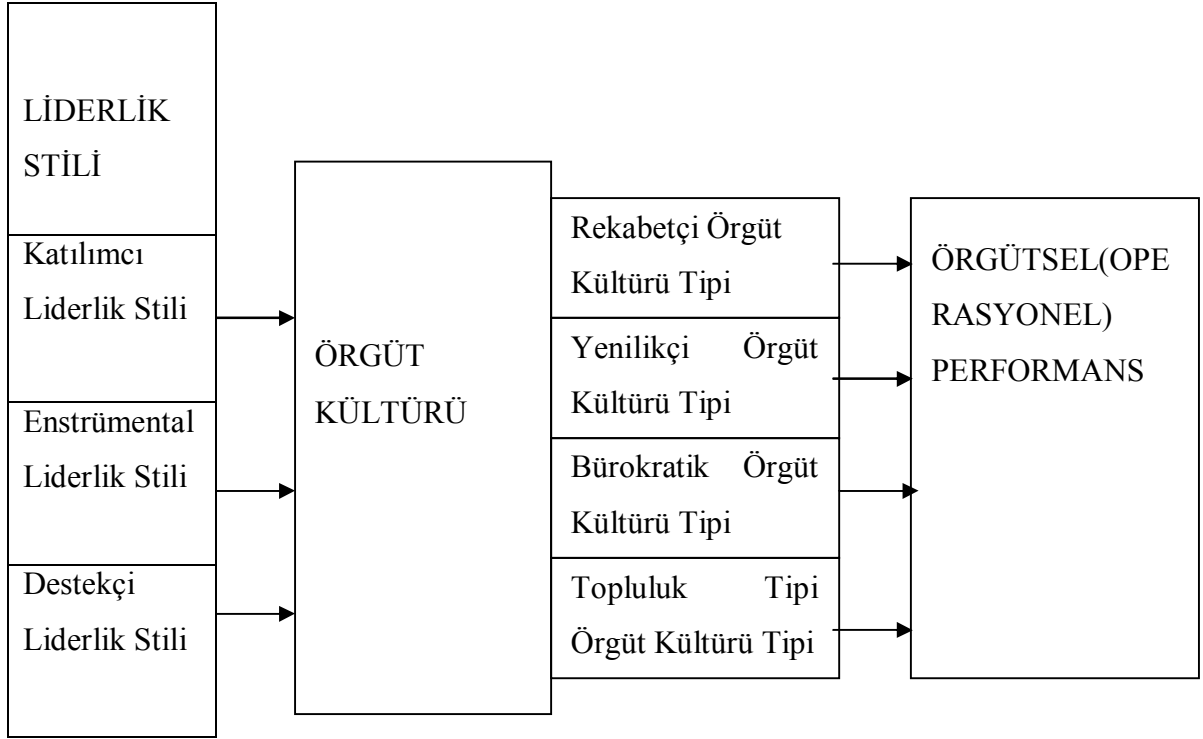 LİDERLİK
STİLİ
Katılımcı
Liderlik Stili
Enstrümental
Liderlik Stili
Destekçi
Liderlik Stili
ÖRGÜT
KÜLTÜRÜ
Rekabetçi Örgüt
Kültürü Tipi
Yenilikçi Örgüt
Kültürü Tipi
Bürokratik Örgüt
Kültürü Tipi
Topluluk Tipi
Örgüt Kültürü Tipi
ÖRGÜTSEL(OPE
RASYONEL)
PERFORMANS